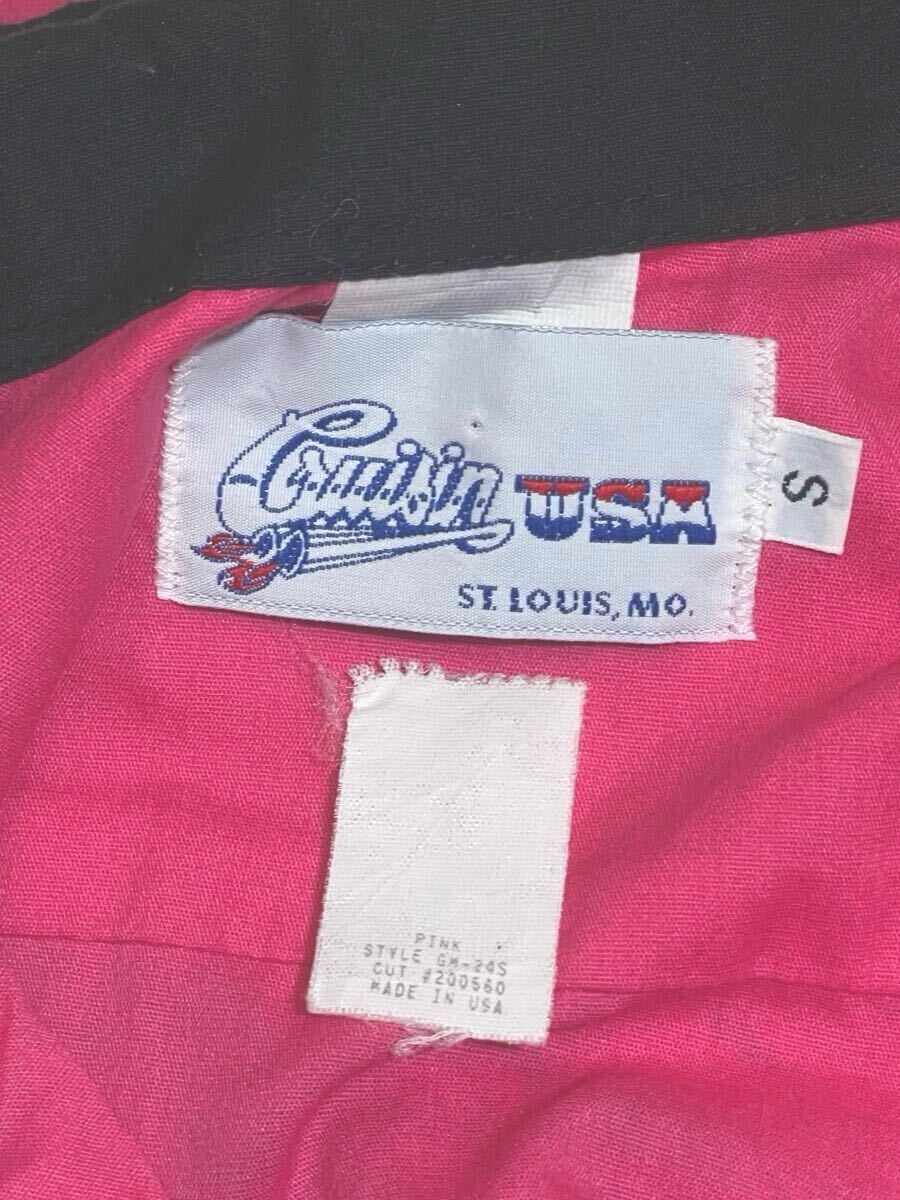 Cruisin USA
ST. LOUIS, MO.
S
PINK
STYLE GM-24S
CUT #200560
MADE IN USA